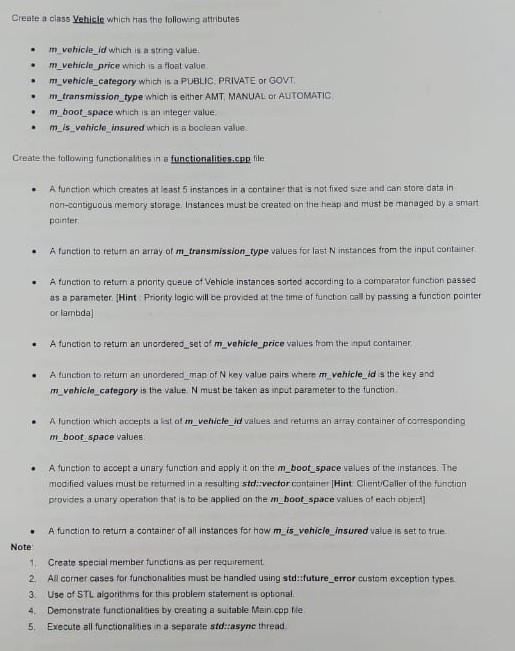 Create a class Vehicle which has the following attributes
• m_vehicle_id which is a string value.
• m_vehicle_price which is a float value.
• m_vehicle_category which is a PUBLIC, PRIVATE or GOVT.
• m_transmission_type which is either AMT, MANUAL or AUTOMATIC.
• m_boot_space which is an integer value.
• m_is_vehicle_insured which is a boolean value.
Create the following functionalities in a functionalities.cpp file
• A function which creates at least 5 instances in a container that is not fixed size and can store data in
non-contiguous memory storage. Instances must be created on the heap and must be managed by a smart
pointer.
• A function to return an array of m_transmission_type values for last N instances from the input container.
• A function to return a priority queue of Vehicle instances sorted according to a comparator function passed
as a parameter. [Hint : Priority logic will be provided at the time of function call by passing a function pointer
or lambda]
• A function to return an unordered_set of m_vehicle_price values from the input container.
• A function to return an unordered_map of N key value pairs where m_vehicle_id is the key and
m_vehicle_category is the value. N must be taken as input parameter to the function.
• A function which accepts a list of m_vehicle_id values and returns an array container of corresponding
m_boot_space values.
• A function to accept a unary function and apply it on the m_boot_space values of the instances. The
modified values must be returned in a resulting std::vector container [Hint: Client/Caller of the function
provides a unary operation that is to be applied on the m_boot_space values of each object]
• A function to return a container of all instances for how m_is_vehicle_insured value is set to true.
Note:
1. Create special member functions as per requirement.
2. All corner cases for functionalities must be handled using std::future_error custom exception types.
3. Use of STL algorithms for this problem statement is optional.
4. Demonstrate functionalities by creating a suitable Main.cpp file.
5. Execute all functionalities in a separate std::async thread.